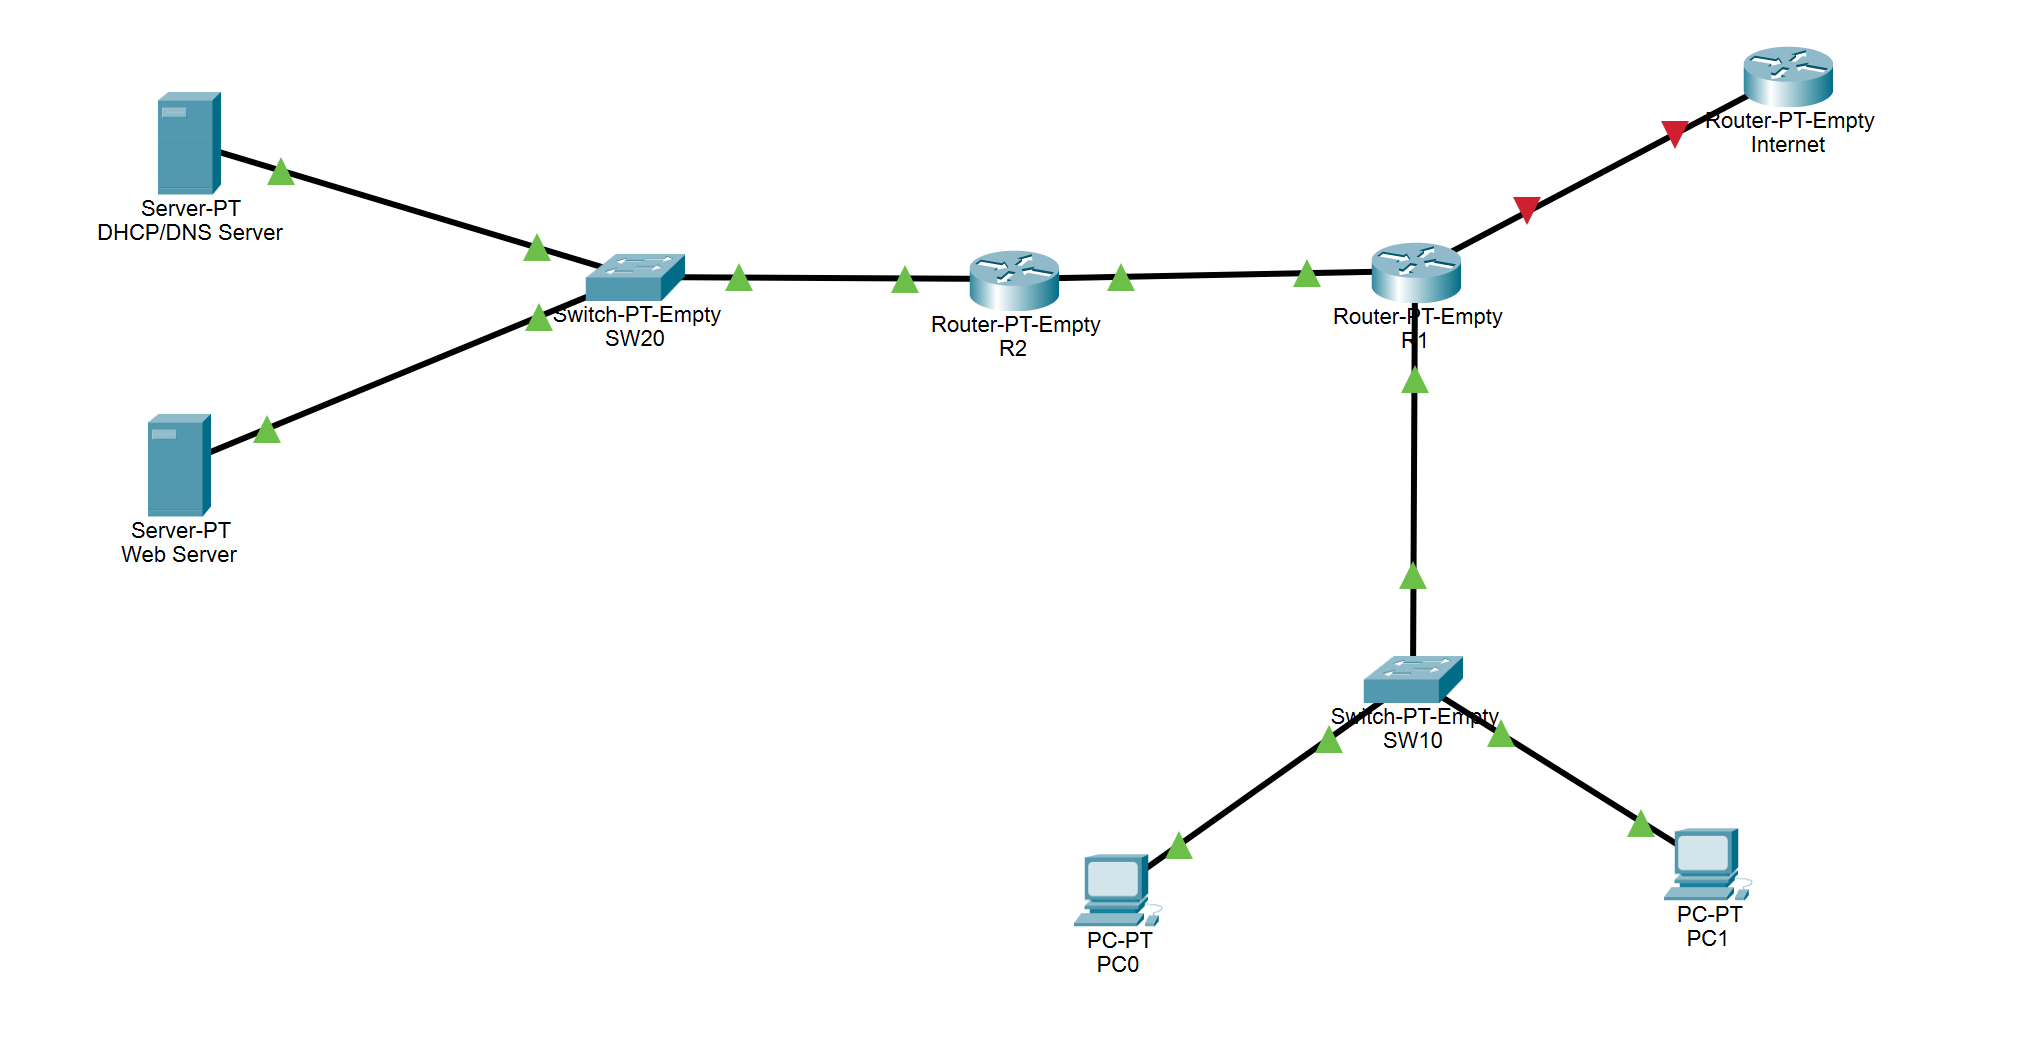 Router-PT-Empty
Internet
Server-PT
DHCP/DNS Server
Switch-PT-Empty
SW20
Router-PT-Empty
R2
Router-PT-Empty
R1
Server-PT
Web Server
Switch-PT-Empty
SW10
PC-PT
PC0
PC-PT
PC1